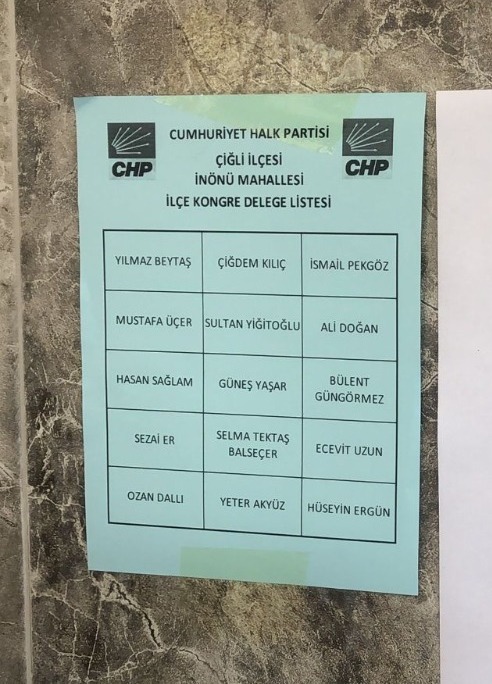 CHP
CUMHURİYET HALK PARTİSİ
CHP
ÇİĞLİ İLÇESİ
İNÖNÜ MAHALLESİ
İLÇE KONGRE DELEGE LİSTESİ
YILMAZ BEYTAŞ
ÇİĞDEM KILIÇ
İSMAİL PEKGÖZ
MUSTAFA ÜÇER
SULTAN YİĞİTOĞLU
ALİ DOĞAN
HASAN SAĞLAM
GÜNEŞ YAŞAR
BÜLENT
GÜNGÖRMEZ
SEZAİ ER
SELMA TEKTAŞ
BALSEÇER
ECEVİT UZUN
OZAN DALLI
YETER AKYÜZ
HÜSEYİN ERGÜN